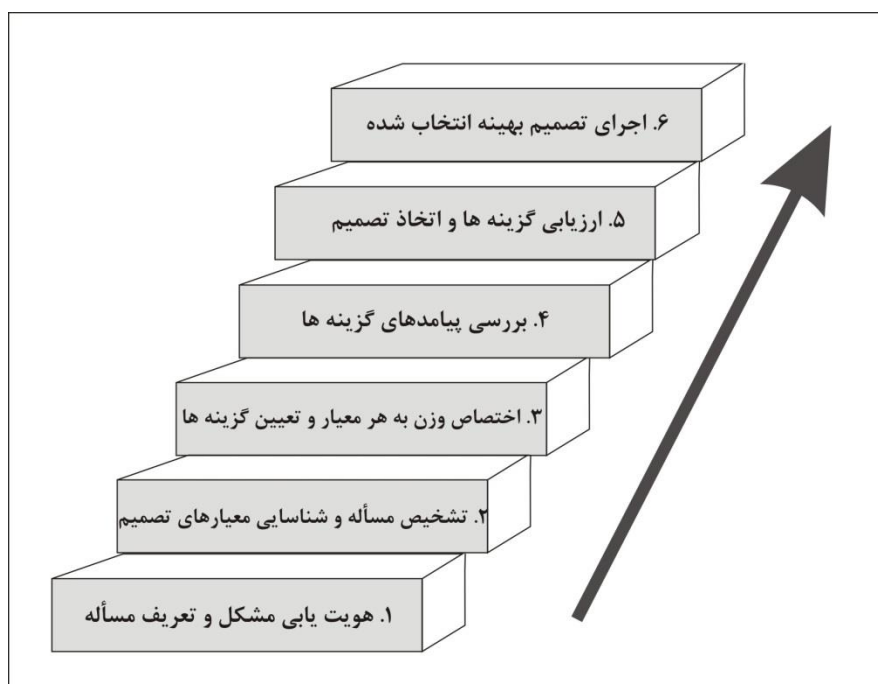 ۶. اجرای تصمیم بهینه انتخاب شده
۵. ارزیابی گزینه ها و اتخاذ تصمیم
۴. بررسی پیامدهای گزینه ها
۳. اختصاص وزن به هر معیار و تعیین گزینه ها
۲. تشخیص مسأله و شناسایی معیارهای تصمیم
۱. هویت یابی مشکل و تعریف مسأله